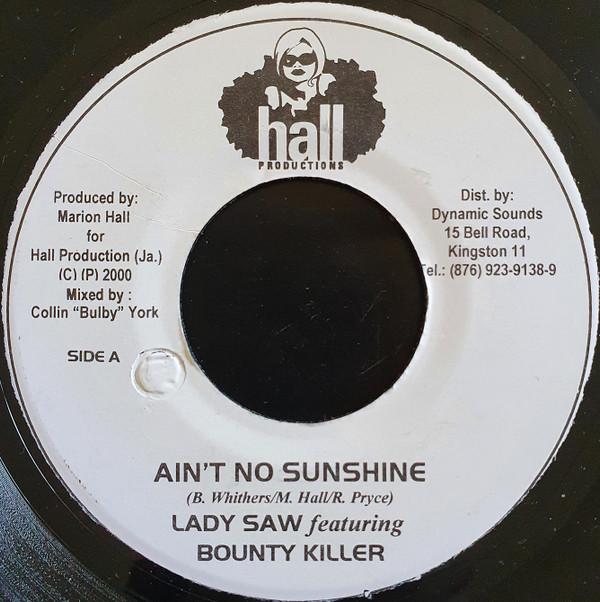 hall
PRODUCTIONS
Produced by:
Marion Hall
for
Hall Production (Ja.)
(C) (P) 2000
Mixed by :
Collin "Bulby" York
SIDE A
Dist. by:
Dynamic Sounds
15 Bell Road,
Kingston 11
Tel.: (876) 923-9138-9
AIN'T NO SUNSHINE
(B. Whithers/M. Hall/R. Pryce)
LADY SAW featuring
BOUNTY KILLER